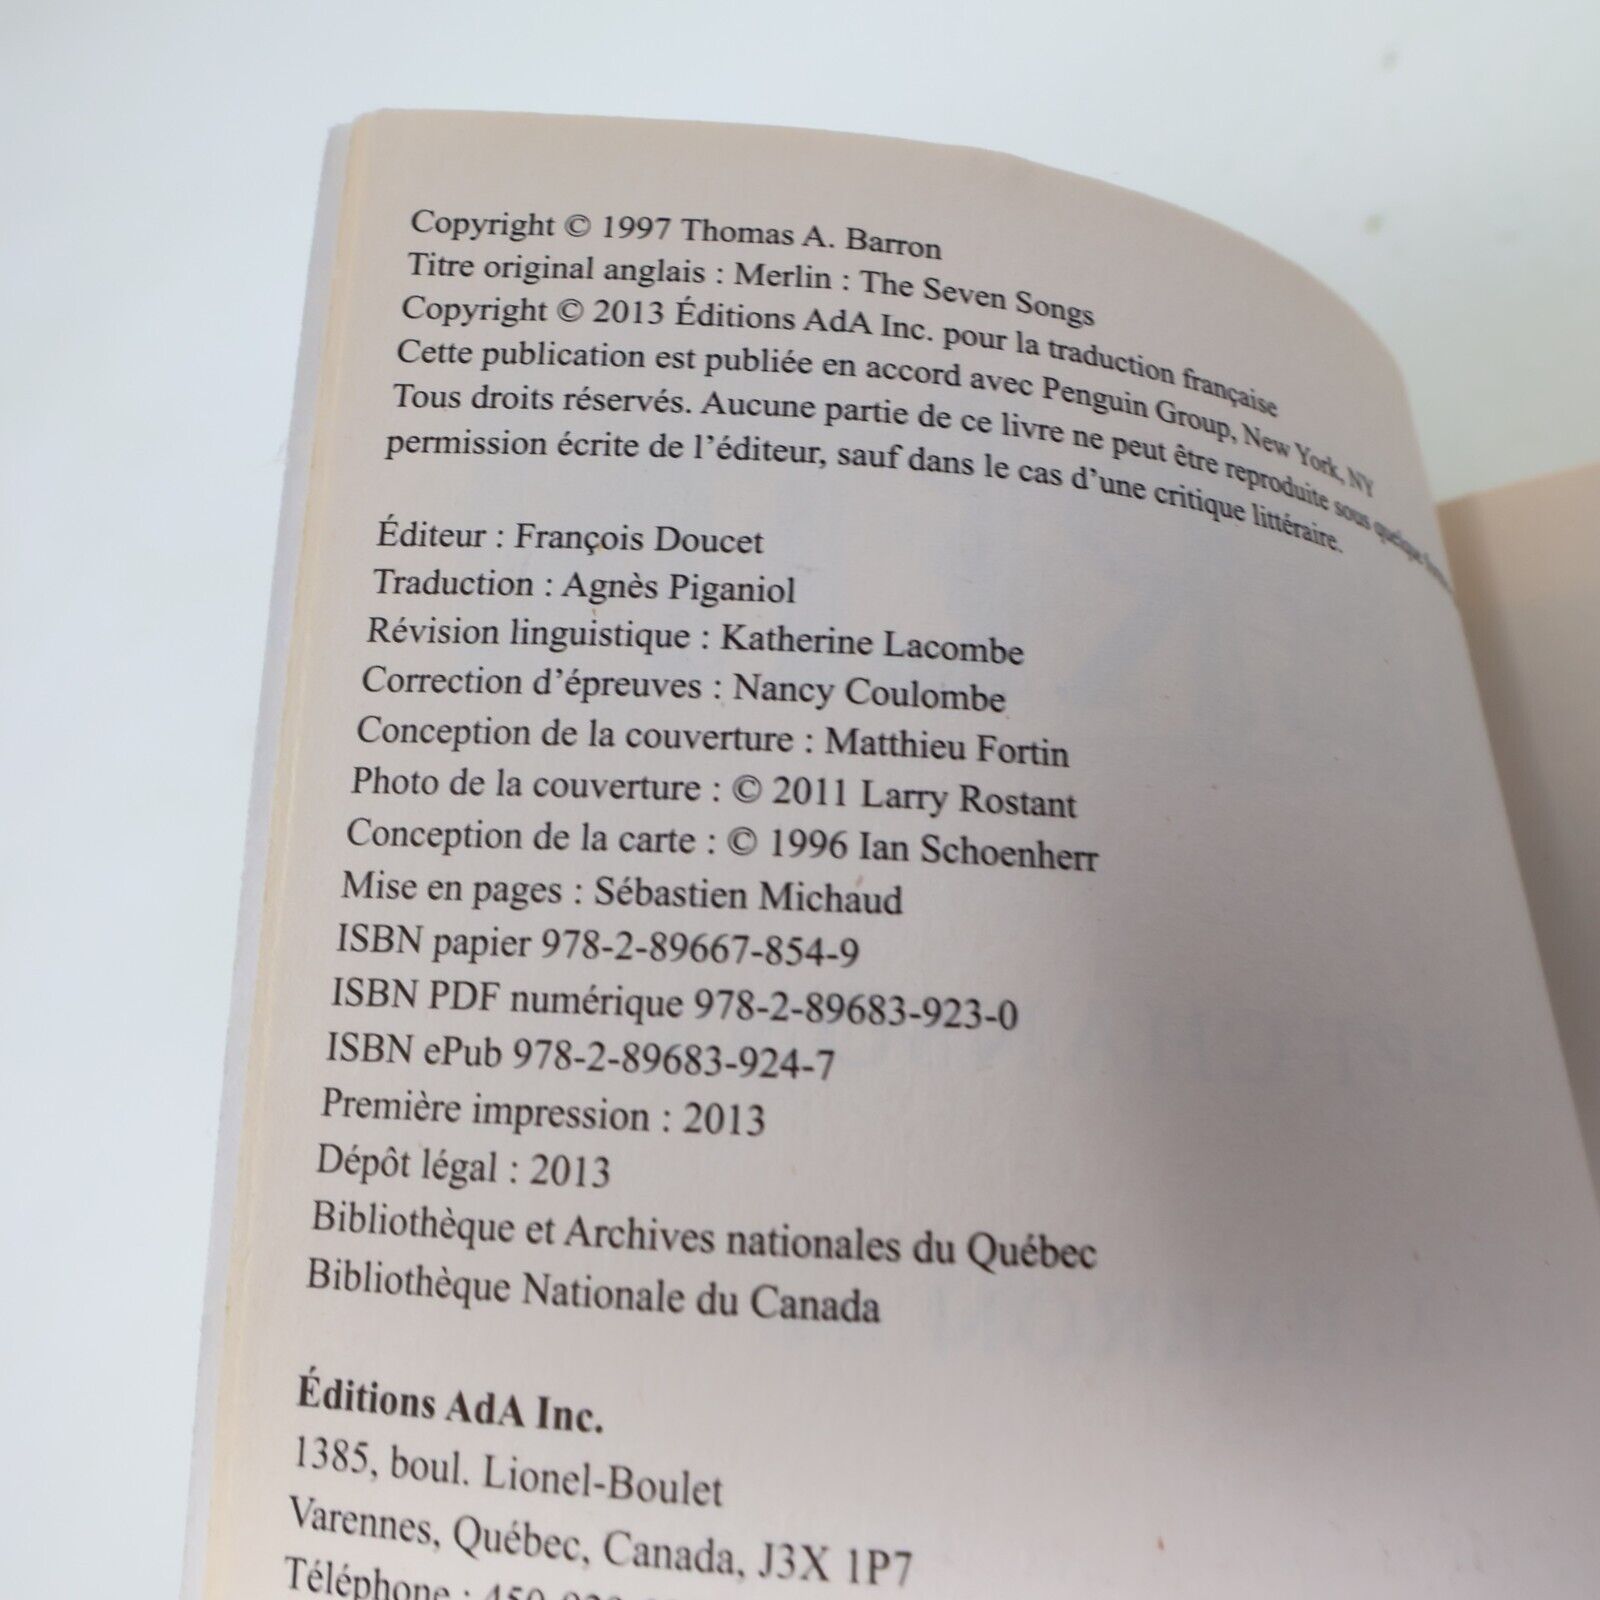 Copyright © 1997 Thomas A. Barron
Titre original anglais : Merlin : The Seven Songs
Copyright © 2013 Éditions AdA Inc. pour la traduction française
Cette publication est publiée en accord avec Penguin Group, New York, NY
Tous droits réservés. Aucune partie de ce livre ne peut être reproduite sous quelque
permission écrite de l'éditeur, sauf dans le cas d'une critique littéraire.
Éditeur : François Doucet
Traduction : Agnès Piganiol
Révision linguistique : Katherine Lacombe
Correction d'épreuves : Nancy Coulombe
Conception de la couverture : Matthieu Fortin
Photo de la couverture : © 2011 Larry Rostant
Conception de la carte : © 1996 Ian Schoenherr
Mise en pages : Sébastien Michaud
ISBN papier 978-2-89667-854-9
ISBN PDF numérique 978-2-89683-923-0
ISBN ePub 978-2-89683-924-7
Première impression : 2013
Dépôt légal : 2013
Bibliothèque et Archives nationales du Québec
Bibliothèque Nationale du Canada
Éditions AdA Inc.
1385, boul. Lionel-Boulet
Varennes, Québec, Canada, J3X 1P7
Téléphone :